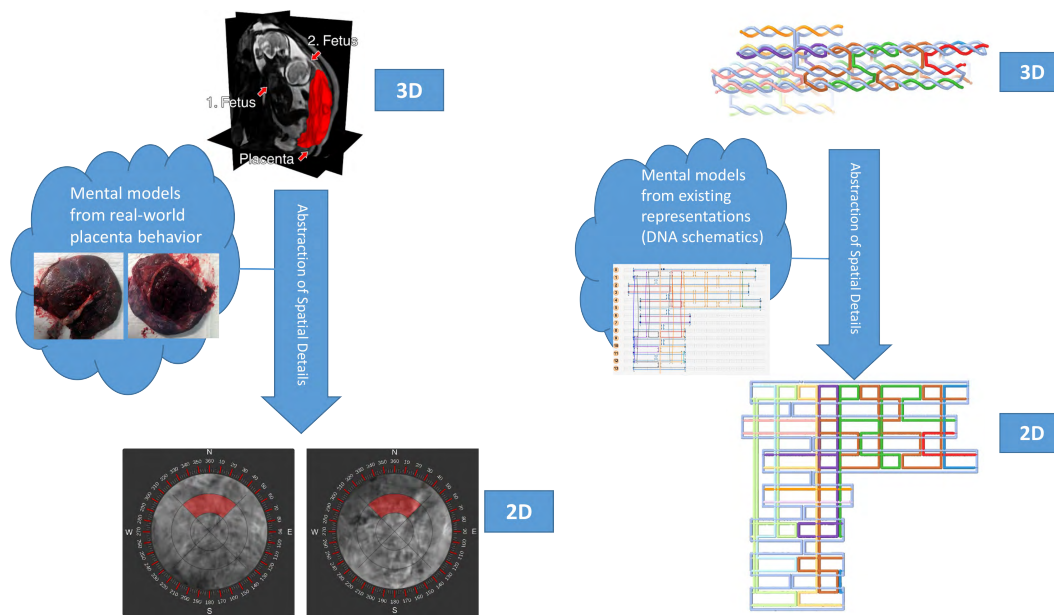 2. Fetus
1. Fetus
Placenta
3D
Mental models
from real-world
placenta behavior
Abstraction of Spatial Details
N
W
E
S
N
W
E
S
2D
3D
Mental models
from existing
representations
(DNA schematics)
Abstraction of Spatial Details
2D